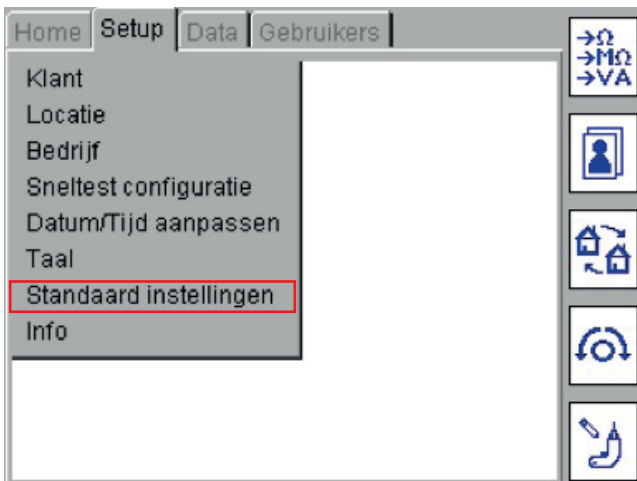 Home Setup Data Gebruikers
→Ω
→MΩ
→VA
Klant
Locatie
Bedrijf
Sneltest configuratie
Datum/Tijd aanpassen
Taal
Standaard instellingen
Info